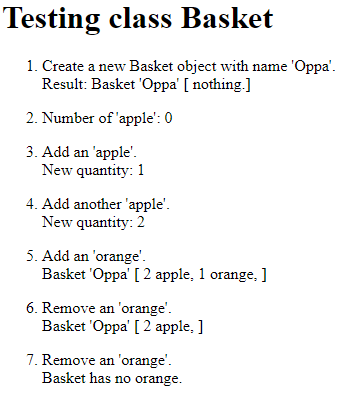 Testing class Basket
1. Create a new Basket object with name 'Oppa'.
Result: Basket 'Oppa' [ nothing.]
2. Number of 'apple': 0
3. Add an 'apple'.
New quantity: 1
4. Add another 'apple'.
New quantity: 2
5. Add an 'orange'.
Basket 'Oppa' [ 2 apple, 1 orange, ]
6. Remove an 'orange'.
Basket 'Oppa' [ 2 apple, ]
7. Remove an 'orange'.
Basket has no orange.